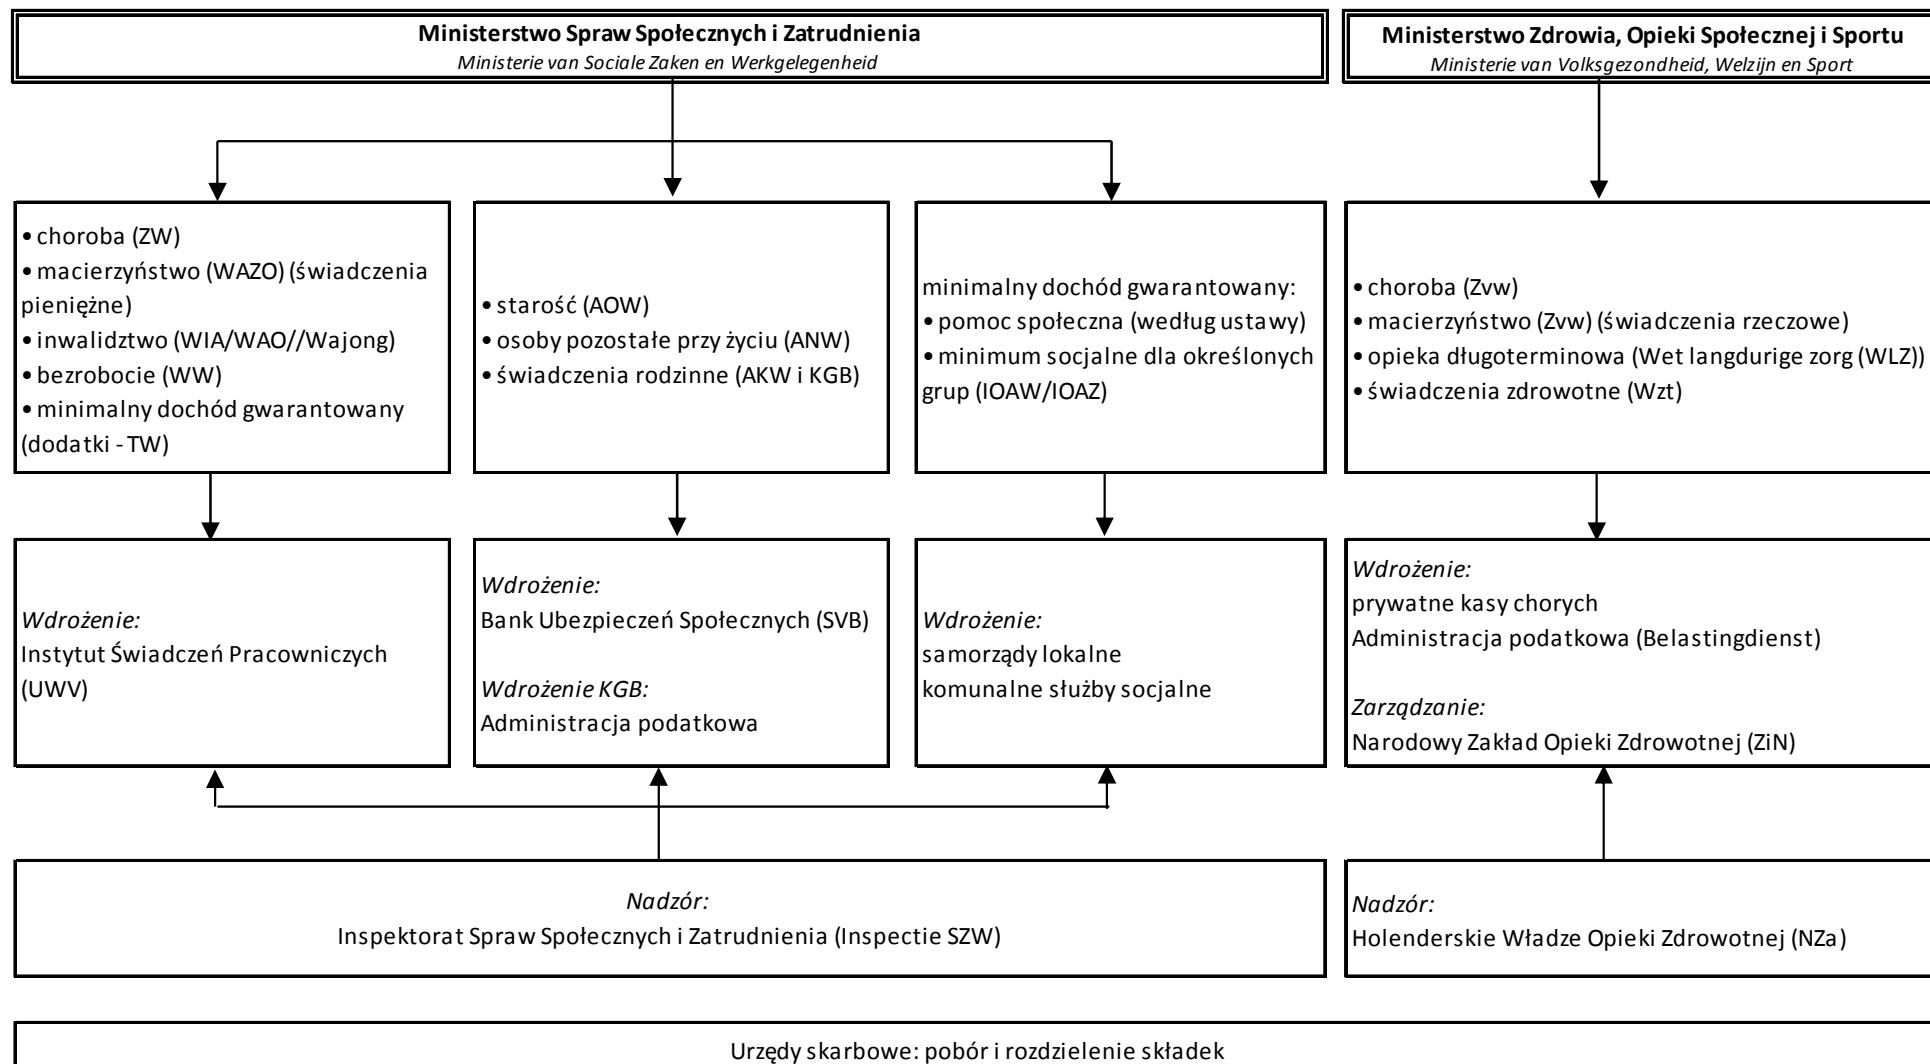 Ministerstwo Spraw Społecznych i Zatrudnienia
Ministerie van Sociale Zaken en Werkgelegenheid
Ministerstwo Zdrowia, Opieki Społecznej i Sportu
Ministerie van Volksgezondheid, Welzijn en Sport
• choroba (ZW)
• macierzyństwo (WAZO) (świadczenia
pieniężne)
• inwalidztwo (WIA/WAO//Wajong)
• bezrobocie (WW)
• minimalny dochód gwarantowany
(dodatki - TW)
• starość (AOW)
• osoby pozostałe przy życiu (ANW)
• świadczenia rodzinne (AKW i KGB)
minimalny dochód gwarantowany:
• pomoc społeczna (według ustawy)
• minimum socjalne dla określonych
grup (IOAW/IOAZ)
• choroba (Zvw)
• macierzyństwo (Zvw) (świadczenia rzeczowe)
• opieka długoterminowa (Wet langdurige zorg (WLZ))
• świadczenia zdrowotne (Wzt)
Wdrożenie:
Instytut Świadczeń Pracowniczych
(UWV)
Wdrożenie:
Bank Ubezpieczeń Społecznych (SVB)
Wdrożenie KGB:
Administracja podatkowa
Wdrożenie:
samorządy lokalne
komunalne służby socjalne
Wdrożenie:
prywatne kasy chorych
Administracja podatkowa (Belastingdienst)
Zarządzanie:
Narodowy Zakład Opieki Zdrowotnej (ZiN)
Nadzór:
Inspektorat Spraw Społecznych i Zatrudnienia (Inspectie SZW)
Nadzór:
Holenderskie Władze Opieki Zdrowotnej (NZa)
Urzędy skarbowe: pobór i rozdzielenie składek